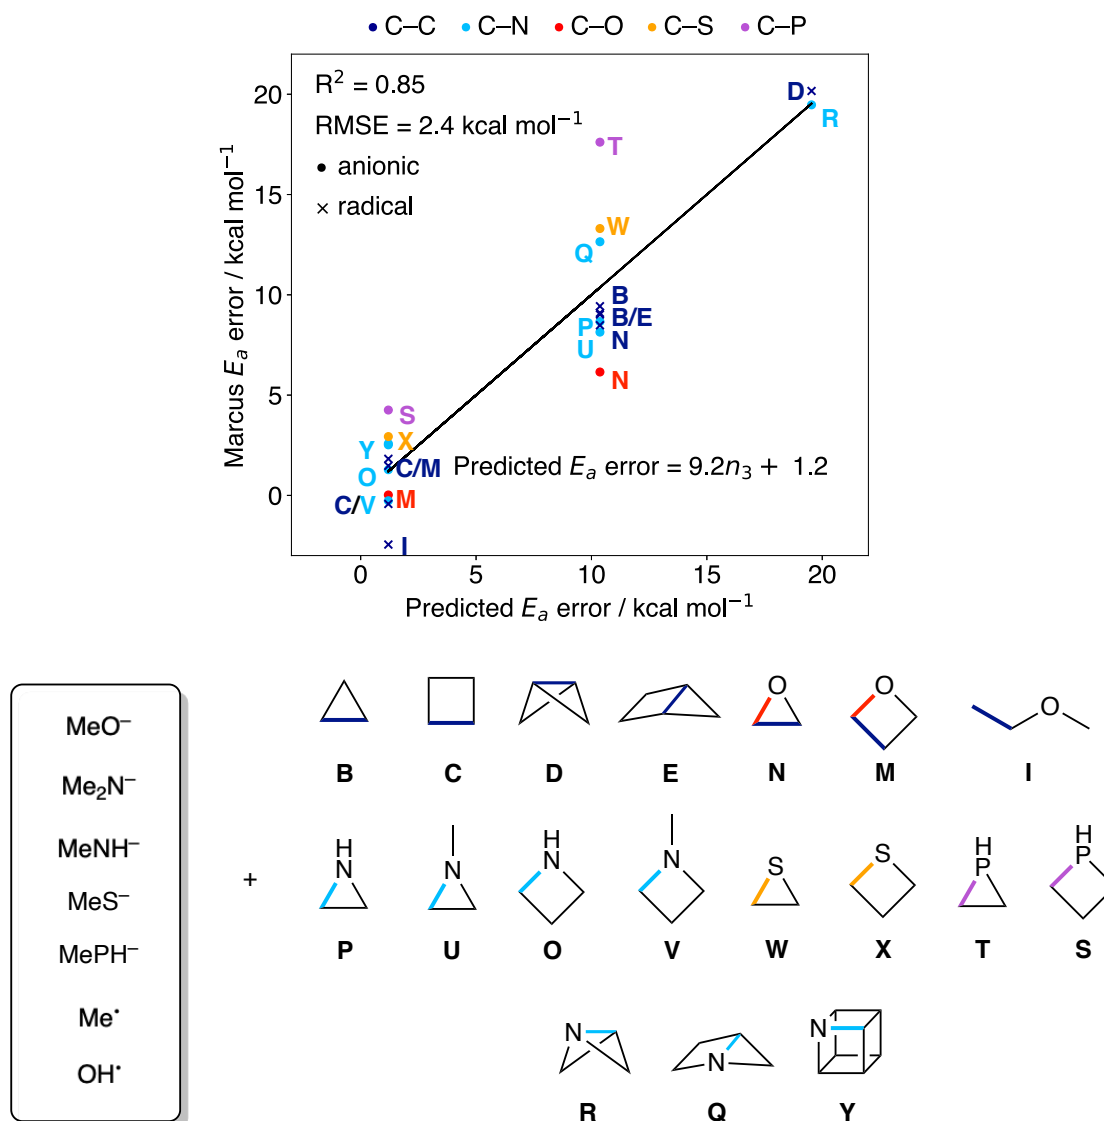 C–C C–N C–O C–S C–P
R² = 0.85
RMSE = 2.4 kcal mol⁻¹
anionic
× radical
Marcus Eₐ error / kcal mol⁻¹
20
15
10
5
0
D
R
T
W
Q
B
B/E
P
N
U
N
S
Y
X
C/M
O
C/V
M
I
Predicted Eₐ error = 9.2n₃ + 1.2
0 5 10 15 20
Predicted Eₐ error / kcal mol⁻¹
MeO⁻
Me₂N⁻
MeNH⁻
MeS⁻
MePH⁻
Me•
OH•
+
O O O
B C D E N M I
H
N N H
N N S S H
P H
P
P U O V W X T S
N N N
R Q Y